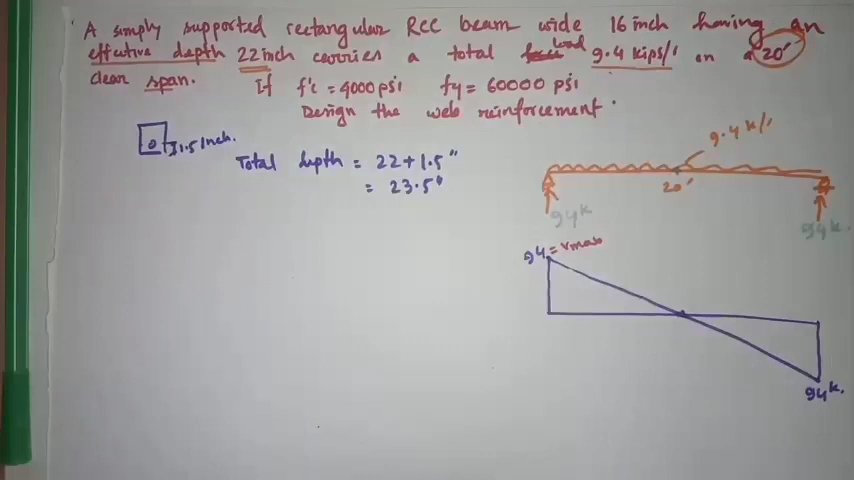 A simply supported rectangular RCC beam wide 16 inch having an
effective depth 22 inch carries a total load 9.4 kips/' on a 20'
clear span. If f'c = 4000 psi fy = 60000 psi
Design the web reinforcement.
1.5 inch.
Total depth = 22 + 1.5"
= 23.5"
9.4 k/'
20'
94k
94k.
94 = Vmax
94k.